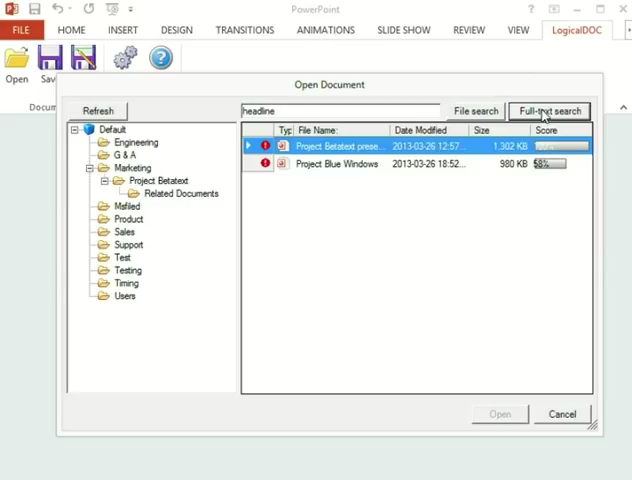 PowerPoint
FILE HOME INSERT DESIGN TRANSITIONS ANIMATIONS SLIDE SHOW REVIEW VIEW LogicalDOC
Open Sav
Docum
Open Document
Refresh headline File search Full-text search
Typ File Name: Date Modified Size Score
Project Betatext prese... 2013-03-26 12:57... 1,302 KB
Project Blue Windows 2013-03-26 18:52... 980 KB 58%
Default
Engineering
G & A
Marketing
Project Betatext
Related Documents
Msfiled
Product
Sales
Support
Test
Testing
Timing
Users
Open Cancel